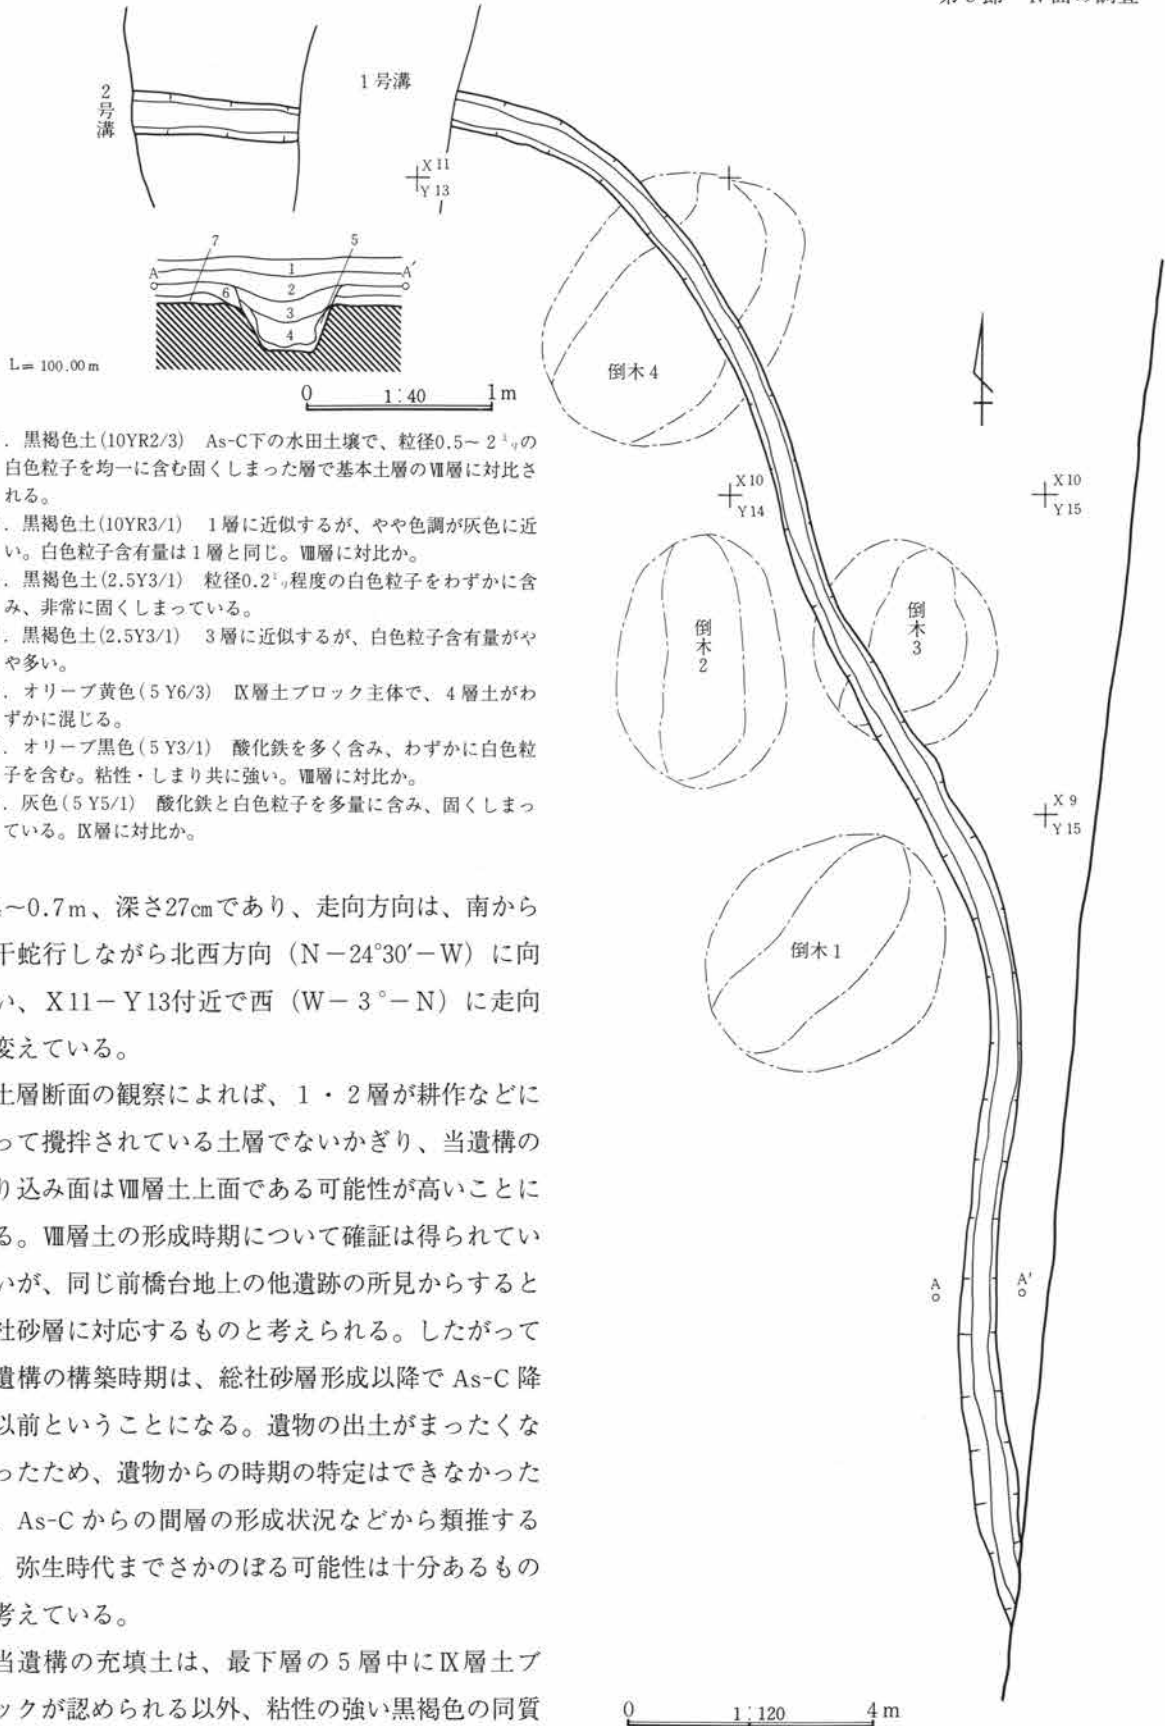 2号溝
1号溝
X11
Y13
7
5
A
A′
1
2
6
3
4
L=100.00m
0 1:40 1m
倒木4
X10
Y14
X10
Y15
倒木2
倒木3
X9
Y15
倒木1
A
A′
0 1:120 4m
．黒褐色土(10YR2/3) As-C下の水田土壌で、粒径0.5～2㍉の
白色粒子を均一に含む固くしまった層で基本土層のⅦ層に対比さ
れる。
．黒褐色土(10YR3/1) 1層に近似するが、やや色調が灰色に近
い。白色粒子含有量は1層と同じ。Ⅷ層に対比か。
．黒褐色土(2.5Y3/1) 粒径0.2㍉程度の白色粒子をわずかに含
み、非常に固くしまっている。
．黒褐色土(2.5Y3/1) 3層に近似するが、白色粒子含有量がや
や多い。
．オリーブ黄色(5Y6/3) Ⅸ層土ブロック主体で、4層土がわ
ずかに混じる。
．オリーブ黒色(5Y3/1) 酸化鉄を多く含み、わずかに白色粒
子を含む。粘性・しまり共に強い。Ⅷ層に対比か。
．灰色(5Y5/1) 酸化鉄と白色粒子を多量に含み、固くしまっ
ている。Ⅸ層に対比か。
～0.7m、深さ27㎝であり、走向方向は、南から
干蛇行しながら北西方向（N－24°30′－W）に向
い、X11－Y13付近で西（W－3°－N）に走向
変えている。
土層断面の観察によれば、1・2層が耕作などに
って攪拌されている土層でないかぎり、当遺構の
り込み面はⅧ層土上面である可能性が高いことに
る。Ⅷ層土の形成時期について確証は得られてい
いが、同じ前橋台地上の他遺跡の所見からすると
社砂層に対応するものと考えられる。したがって
遺構の構築時期は、総社砂層形成以降で As-C 降
以前ということになる。遺物の出土がまったくな
ったため、遺物からの時期の特定はできなかった
As-C からの間層の形成状況などから類推する
弥生時代までさかのぼる可能性は十分あるもの
考えている。
当遺構の充填土は、最下層の5層中にⅨ層土ブ
ックが認められる以外、粘性の強い黒褐色の同質